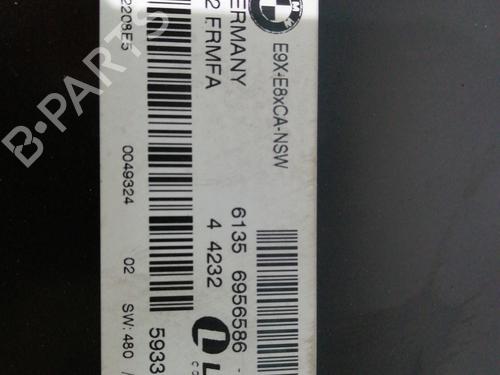 E9X-E8xCA-NSW
ERMANY
2 FRMFA
6135 6956586
4 4232
2208E5
0049324
02
SW: 480
5933
B-PARTS